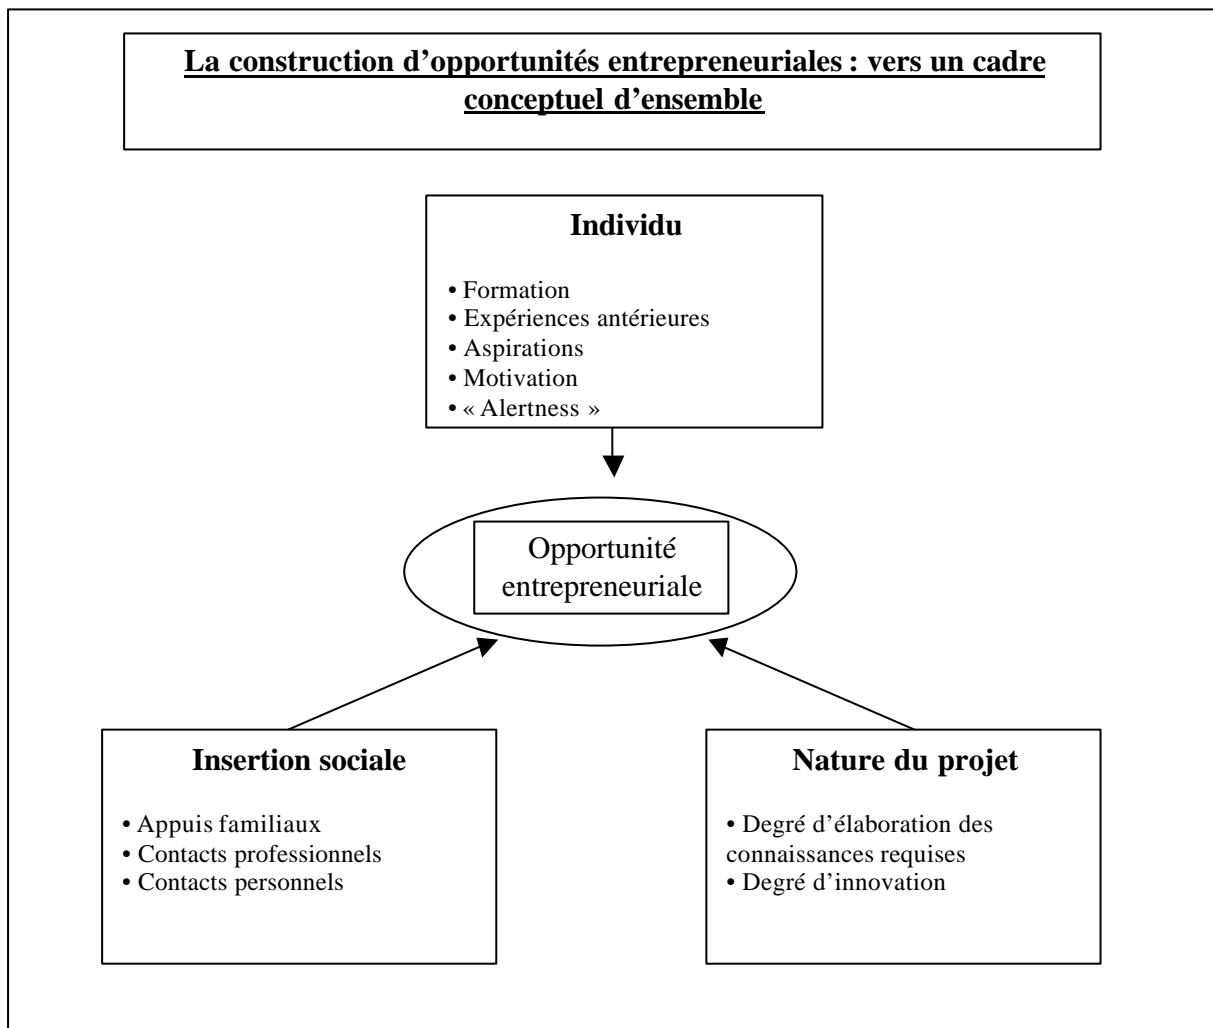 La construction d’opportunités entrepreneuriales : vers un cadre
conceptuel d’ensemble
Individu
• Formation
• Expériences antérieures
• Aspirations
• Motivation
• « Alertness »
Opportunité
entrepreneuriale
Insertion sociale
• Appuis familiaux
• Contacts professionnels
• Contacts personnels
Nature du projet
• Degré d’élaboration des
connaissances requises
• Degré d’innovation